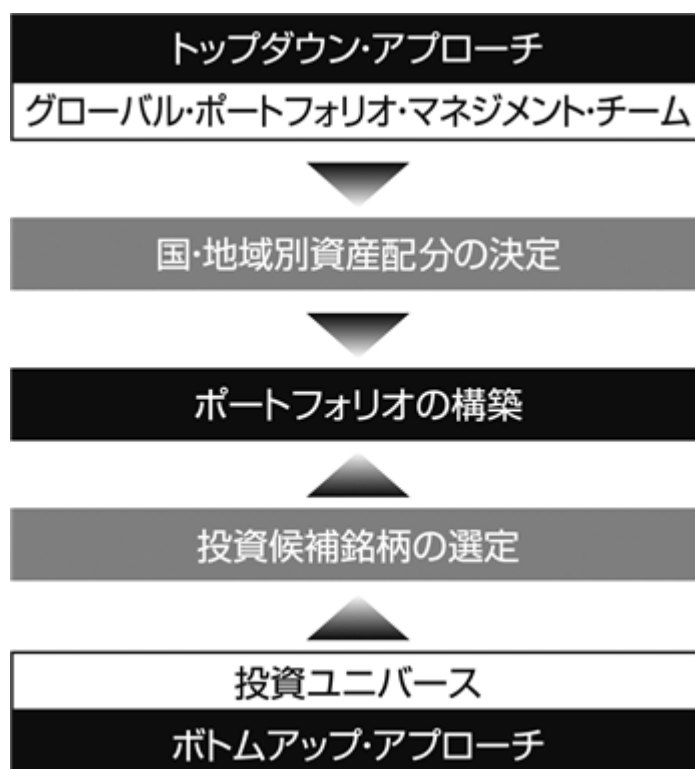 トップダウン・アプローチ
グローバル・ポートフォリオ・マネジメント・チーム
国・地域別資産配分の決定
ポートフォリオの構築
投資候補銘柄の選定
投資ユニバース
ボトムアップ・アプローチ